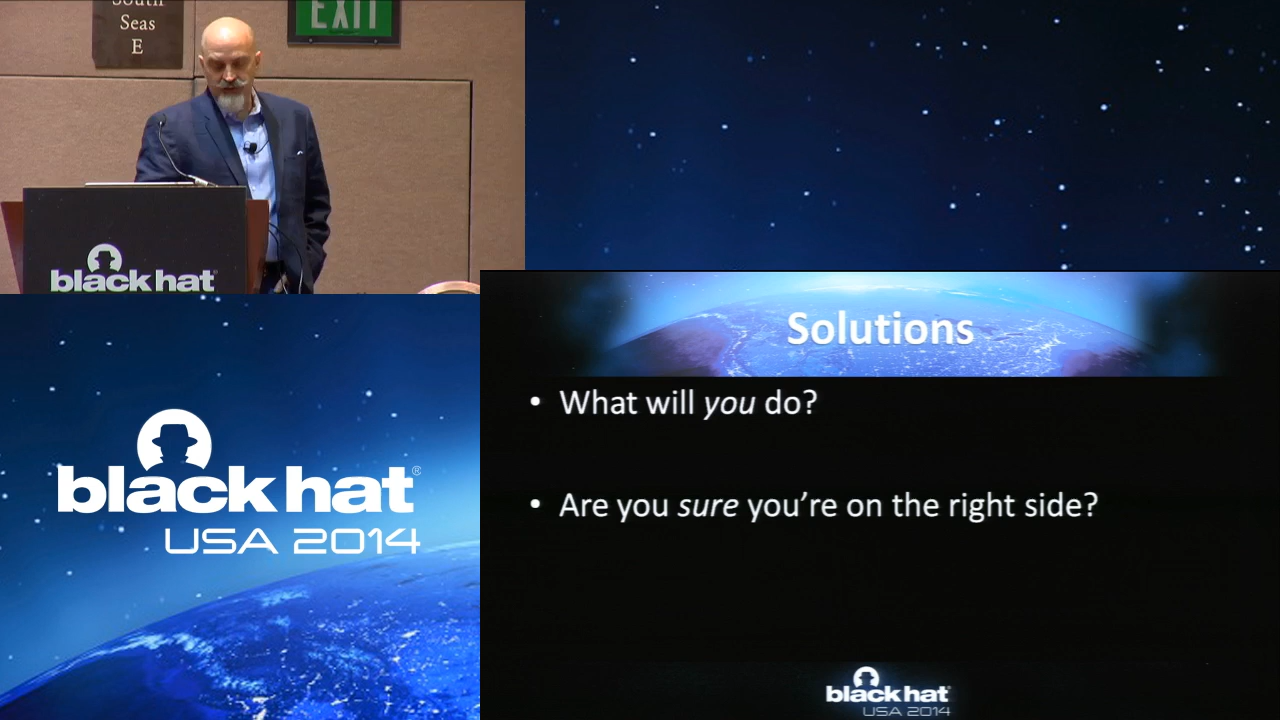 South
Seas
E
EXIT
black hat
Solutions
• What will you do?
• Are you sure you're on the right side?
black hat®
USA 2014
black hat
USA 2014